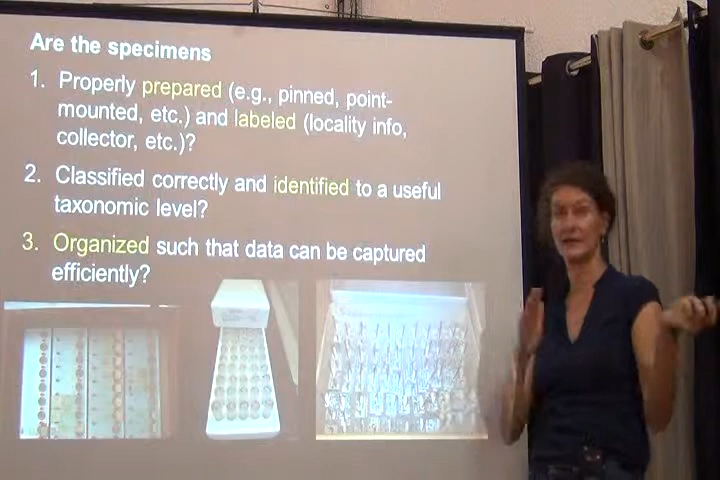 Are the specimens
1. Properly prepared (e.g., pinned, point-
mounted, etc.) and labeled (locality info,
collector, etc.)?
2. Classified correctly and identified to a useful
taxonomic level?
3. Organized such that data can be captured
efficiently?